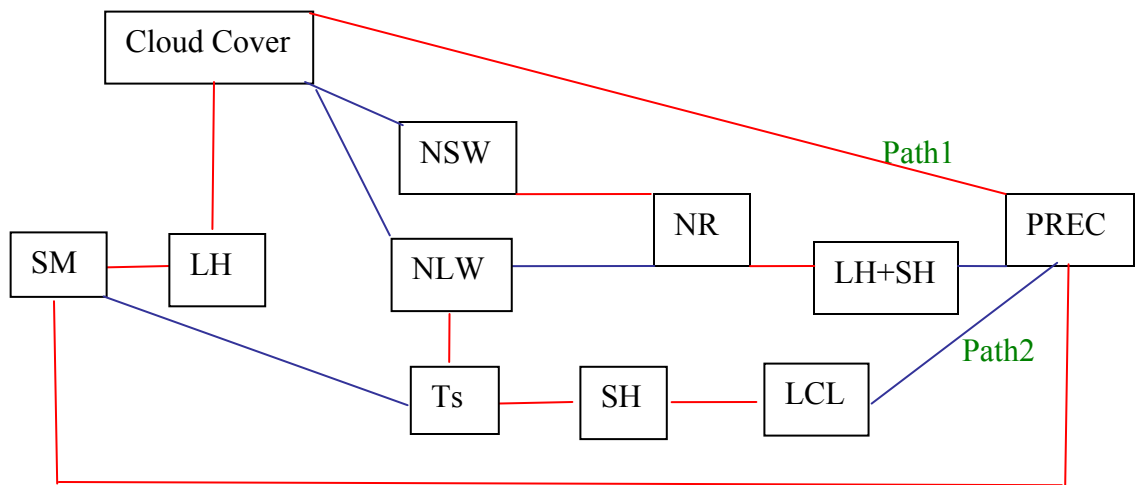 Cloud Cover
NSW
Path1
NR
PREC
SM
LH
NLW
LH+SH
Path2
Ts
SH
LCL